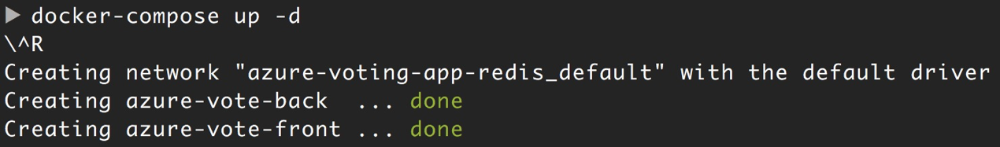 ▶ docker-compose up -d
\^R
Creating network "azure-voting-app-redis_default" with the default driver
Creating azure-vote-back  ... done
Creating azure-vote-front ... done